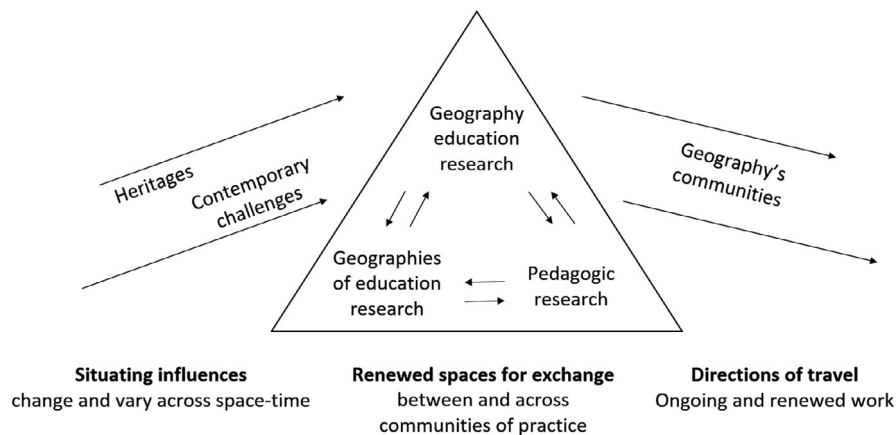 Geography
education
research
Heritages
Contemporary
challenges
Geography's
communities
Geographies
of education
research
Pedagogic
research
Situating influences
change and vary across space-time
Renewed spaces for exchange
between and across
communities of practice
Directions of travel
Ongoing and renewed work